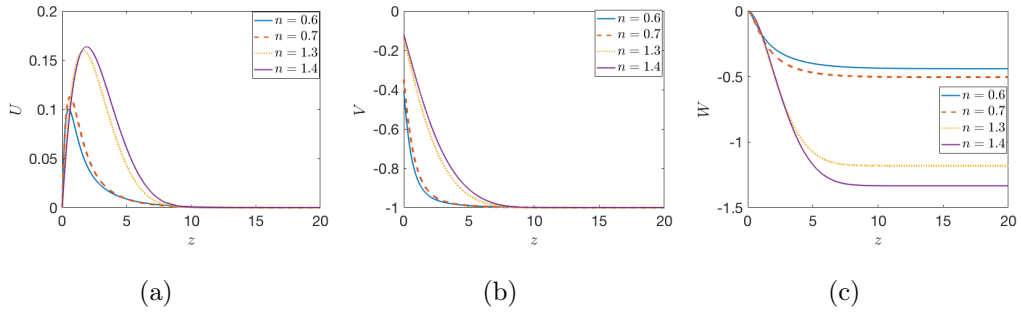 0.2
0.15
0.1
0.05
0
U
0 5 10 15 20
z
n = 0.6
n = 0.7
n = 1.3
n = 1.4
(a)
0
-0.2
-0.4
-0.6
-0.8
-1
V
0 5 10 15 20
z
n = 0.6
n = 0.7
n = 1.3
n = 1.4
(b)
0
-0.5
-1
-1.5
W
0 5 10 15 20
z
n = 0.6
n = 0.7
n = 1.3
n = 1.4
(c)